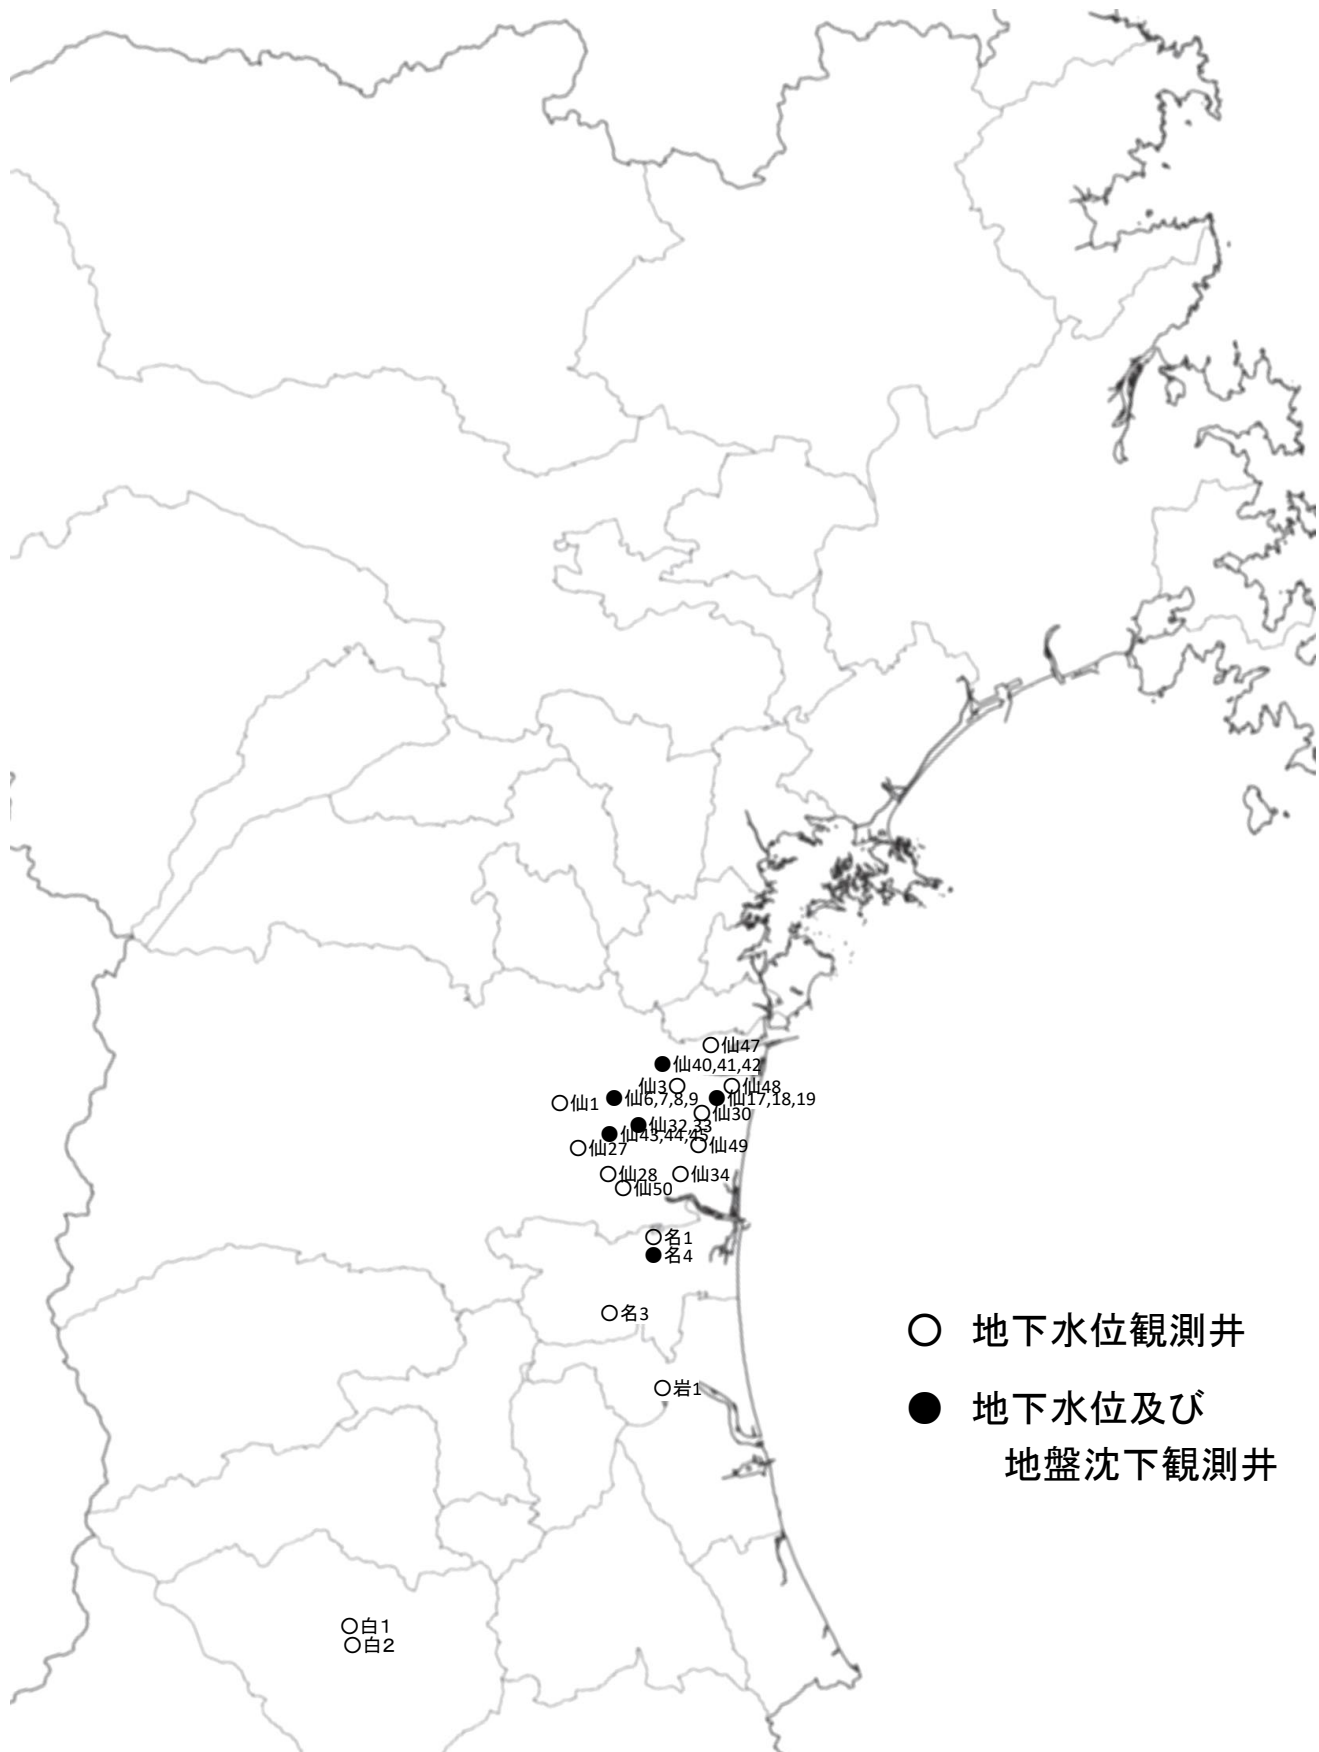 仙47
仙40,41,42
仙3
仙48
仙6,7,8,9
仙17,18,19
仙1
仙30
仙32,33
仙43,44,45
仙49
仙27
仙28
仙34
仙50
名1
名4
名3
岩1
白1
白2
地下水位観測井
地下水位及び
地盤沈下観測井